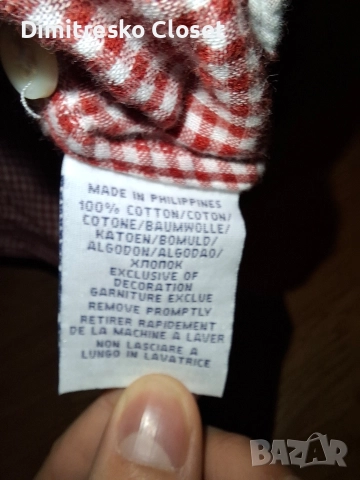 Dimitresko Closet
MADE IN PHILIPPINES
100% COTTON/COTON/
COTONE/BAUMWOLLE/
KATOEN/BOMULD/
ALGODON/ALGODAO/
ХЛОПОК
EXCLUSIVE OF
DECORATION
GARNITURE EXCLUE
REMOVE PROMPTLY
RETIRER RAPIDEMENT
DE LA MACHINE A LAVER
NON LASCIARE A
LUNGO IN LAVATRICE
BAZAR